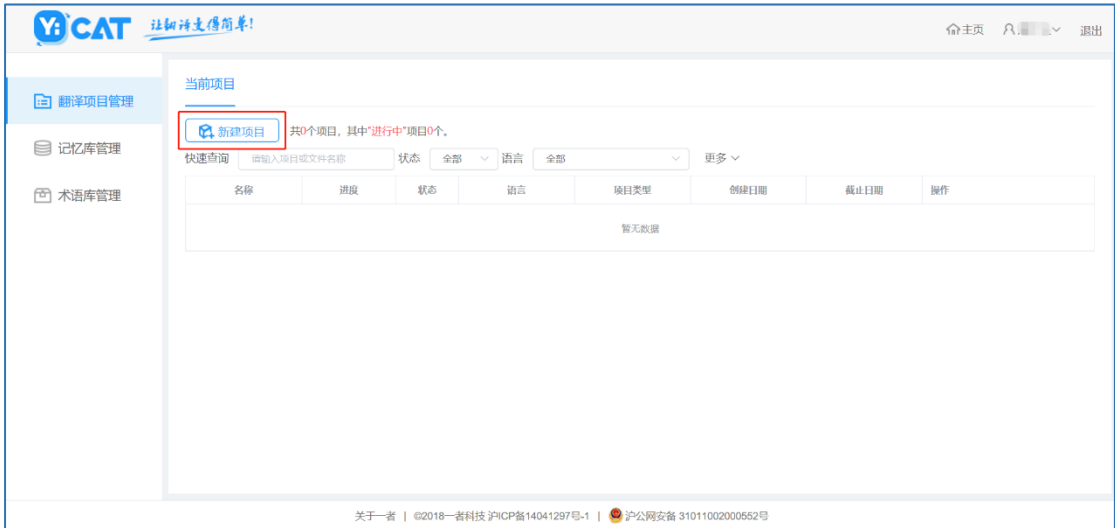 YiCAT 让翻译变得简单!
主页 退出
当前项目
翻译项目管理
新建项目 共0个项目，其中"进行中"项目0个。
记忆库管理
快速查询 请输入项目或文件名称 状态 全部 语言 全部 更多
名称 进度 状态 语言 项目类型 创建日期 截止日期 操作
术语库管理
暂无数据
关于一者 | ©2018一者科技 沪ICP备14041297号-1 | 沪公网安备 31011002000552号